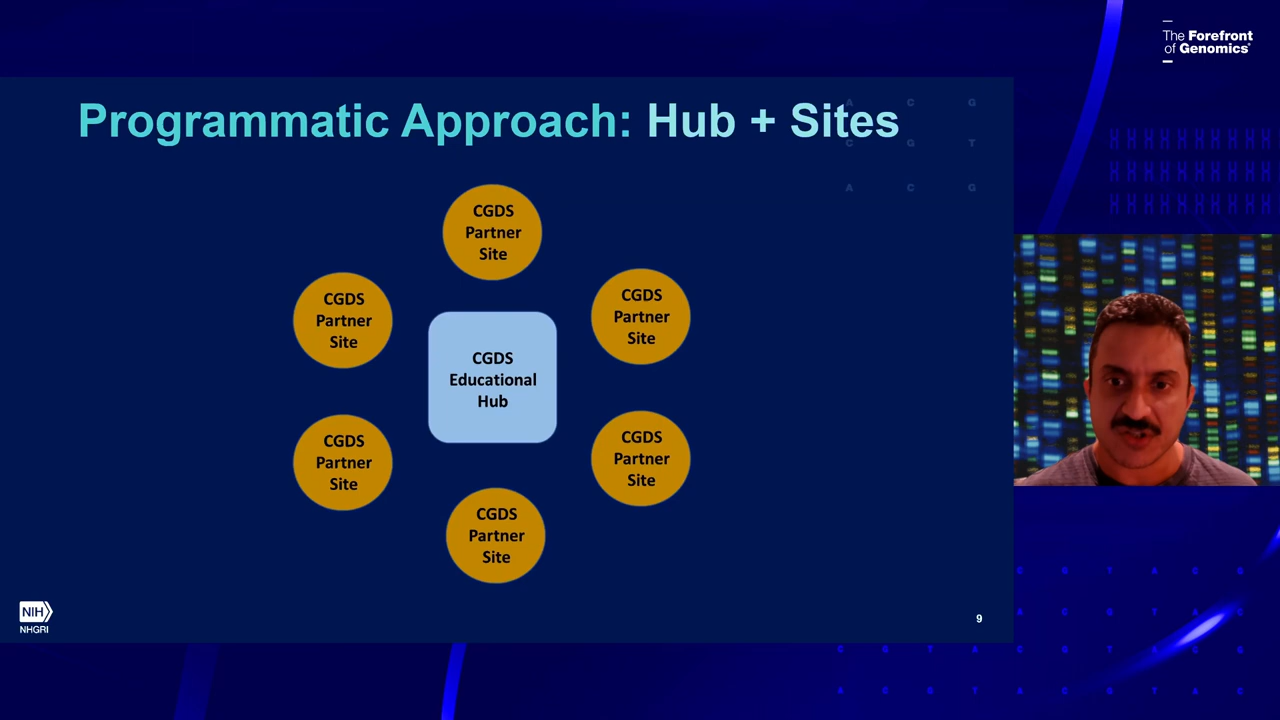 The Forefront
of Genomics®
Programmatic Approach: Hub + Sites
A C G
C G T
A C G
CGDS
Partner
Site
CGDS
Partner
Site
CGDS
Partner
Site
CGDS
Educational
Hub
CGDS
Partner
Site
CGDS
Partner
Site
CGDS
Partner
Site
NIH
NHGRI
9